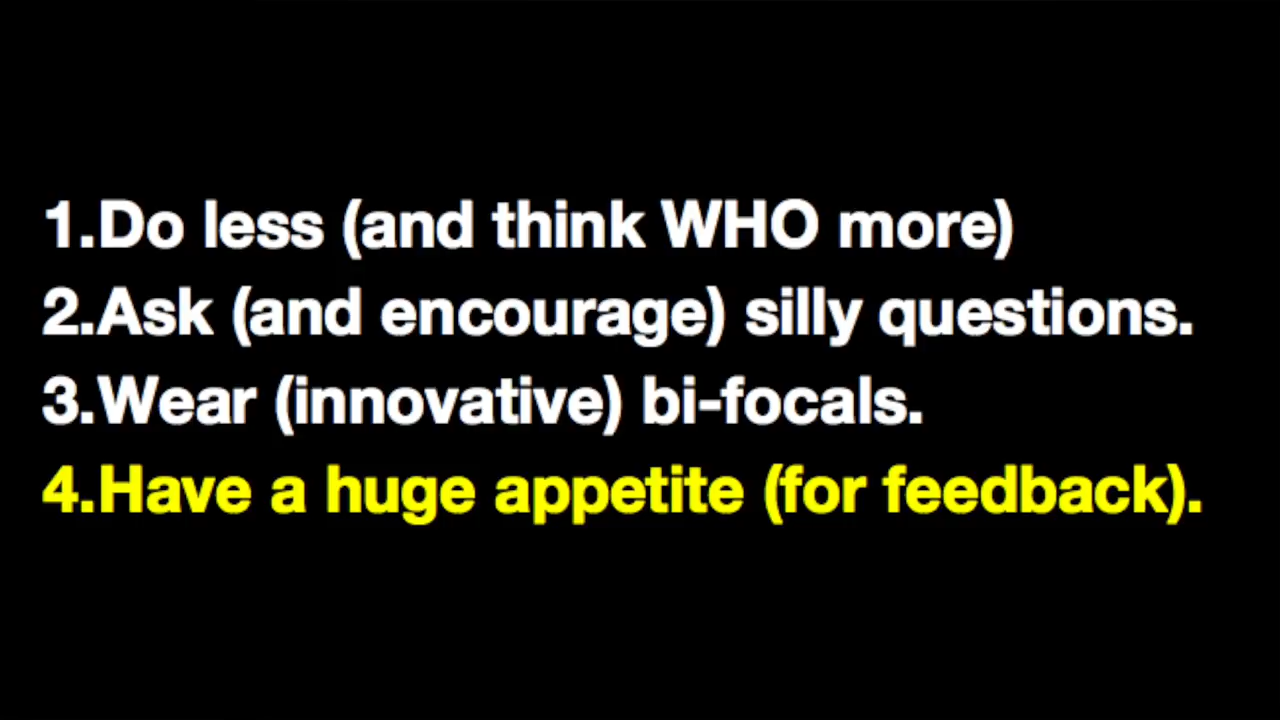 1.Do less (and think WHO more)
2.Ask (and encourage) silly questions.
3.Wear (innovative) bi-focals.
4.Have a huge appetite (for feedback).